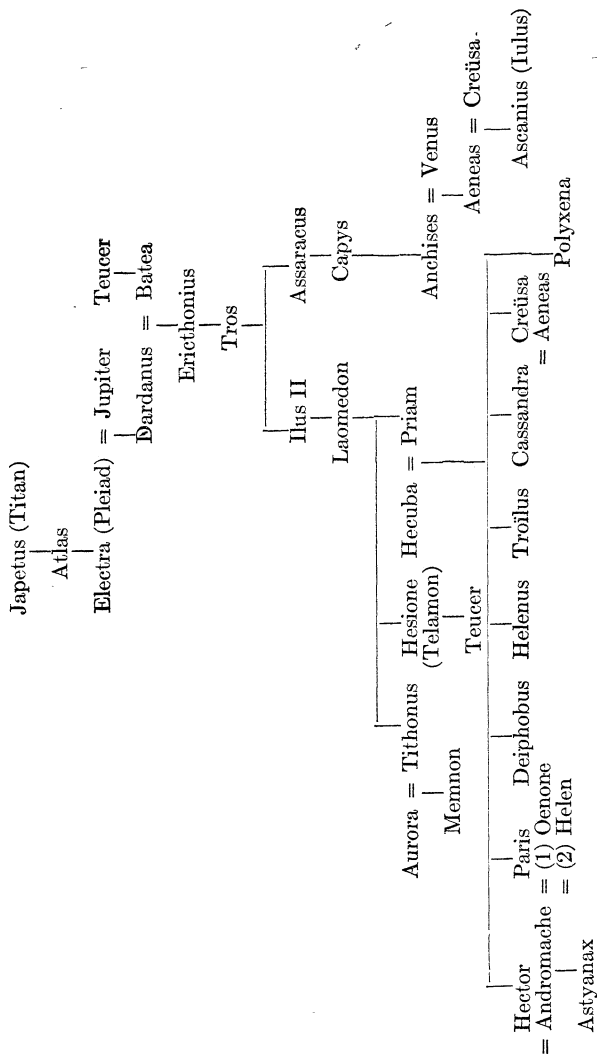 Japetus (Titan)
Atlas
Electra (Pleiad) = Jupiter Teucer
Dardanus = Batea
Ericthonius
Tros
Ilus II Assaracus
Laomedon Capys
Aurora = Tithonus Hesione Hecuba = Priam Anchises = Venus
(Telamon)
Memnon Teucer Aeneas = Creüsa
Hector Paris Deiphobus Helenus Troïlus Cassandra Creüsa Ascanius (Iulus)
= Andromache = (1) Oenone = Aeneas
= (2) Helen Polyxena
Astyanax